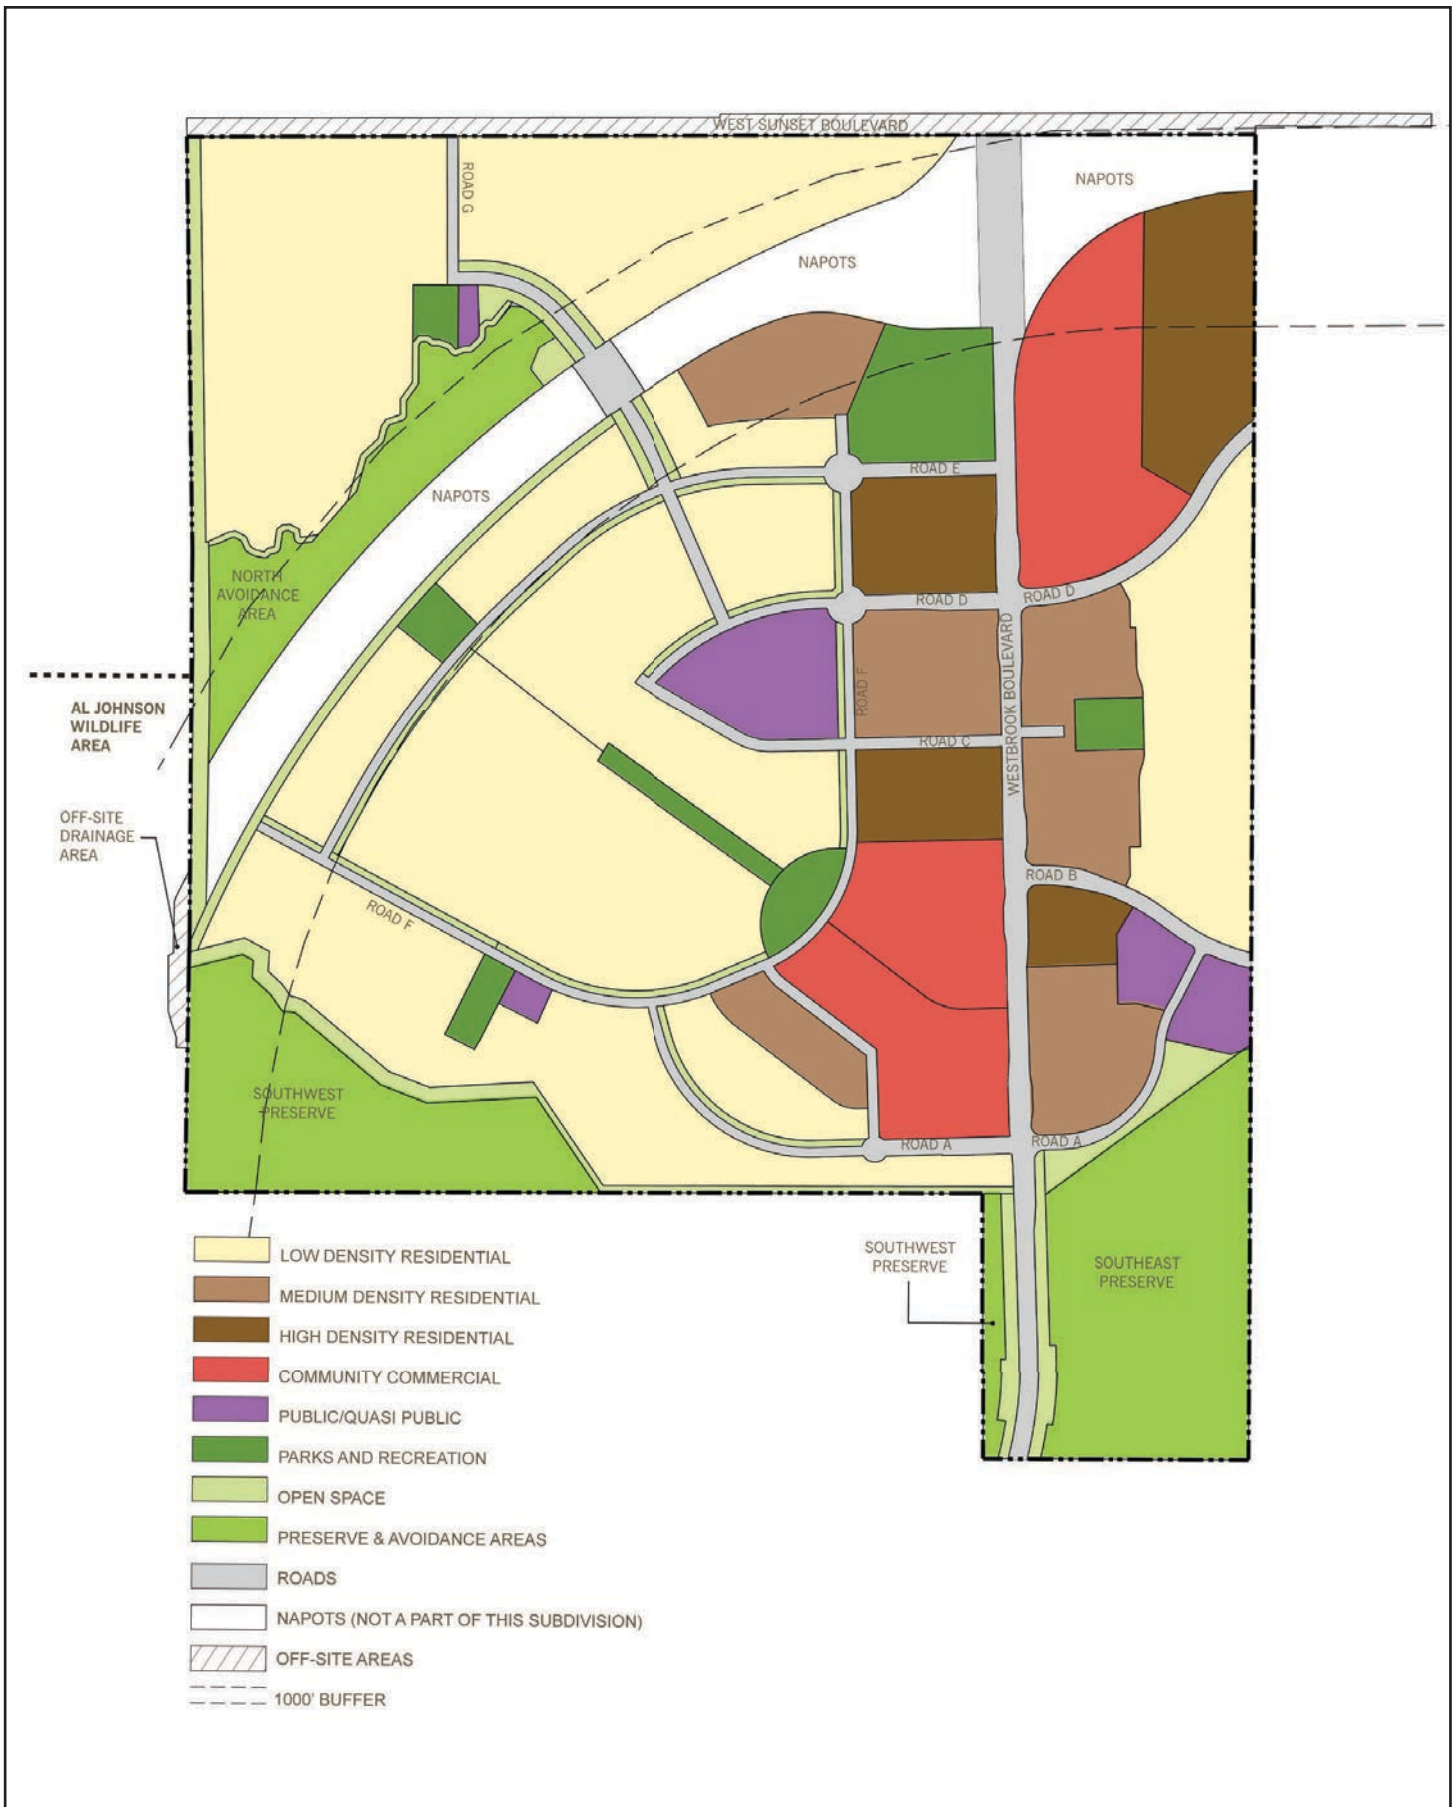 WEST SUNSET BOULEVARD
ROAD G
NAPOTS
NAPOTS
NAPOTS
ROAD E
NORTH
AVOIDANCE
AREA
ROAD D
ROAD D
WESTBROOK BOULEVARD
ROAD F
AL JOHNSON
WILDLIFE
AREA
ROAD C
OFF-SITE
DRAINAGE
AREA
ROAD B
ROAD F
SOUTHWEST
PRESERVE
ROAD A
ROAD A
SOUTHWEST
PRESERVE
SOUTHEAST
PRESERVE
LOW DENSITY RESIDENTIAL
MEDIUM DENSITY RESIDENTIAL
HIGH DENSITY RESIDENTIAL
COMMUNITY COMMERCIAL
PUBLIC/QUASI PUBLIC
PARKS AND RECREATION
OPEN SPACE
PRESERVE & AVOIDANCE AREAS
ROADS
NAPOTS (NOT A PART OF THIS SUBDIVISION)
OFF-SITE AREAS
1000' BUFFER